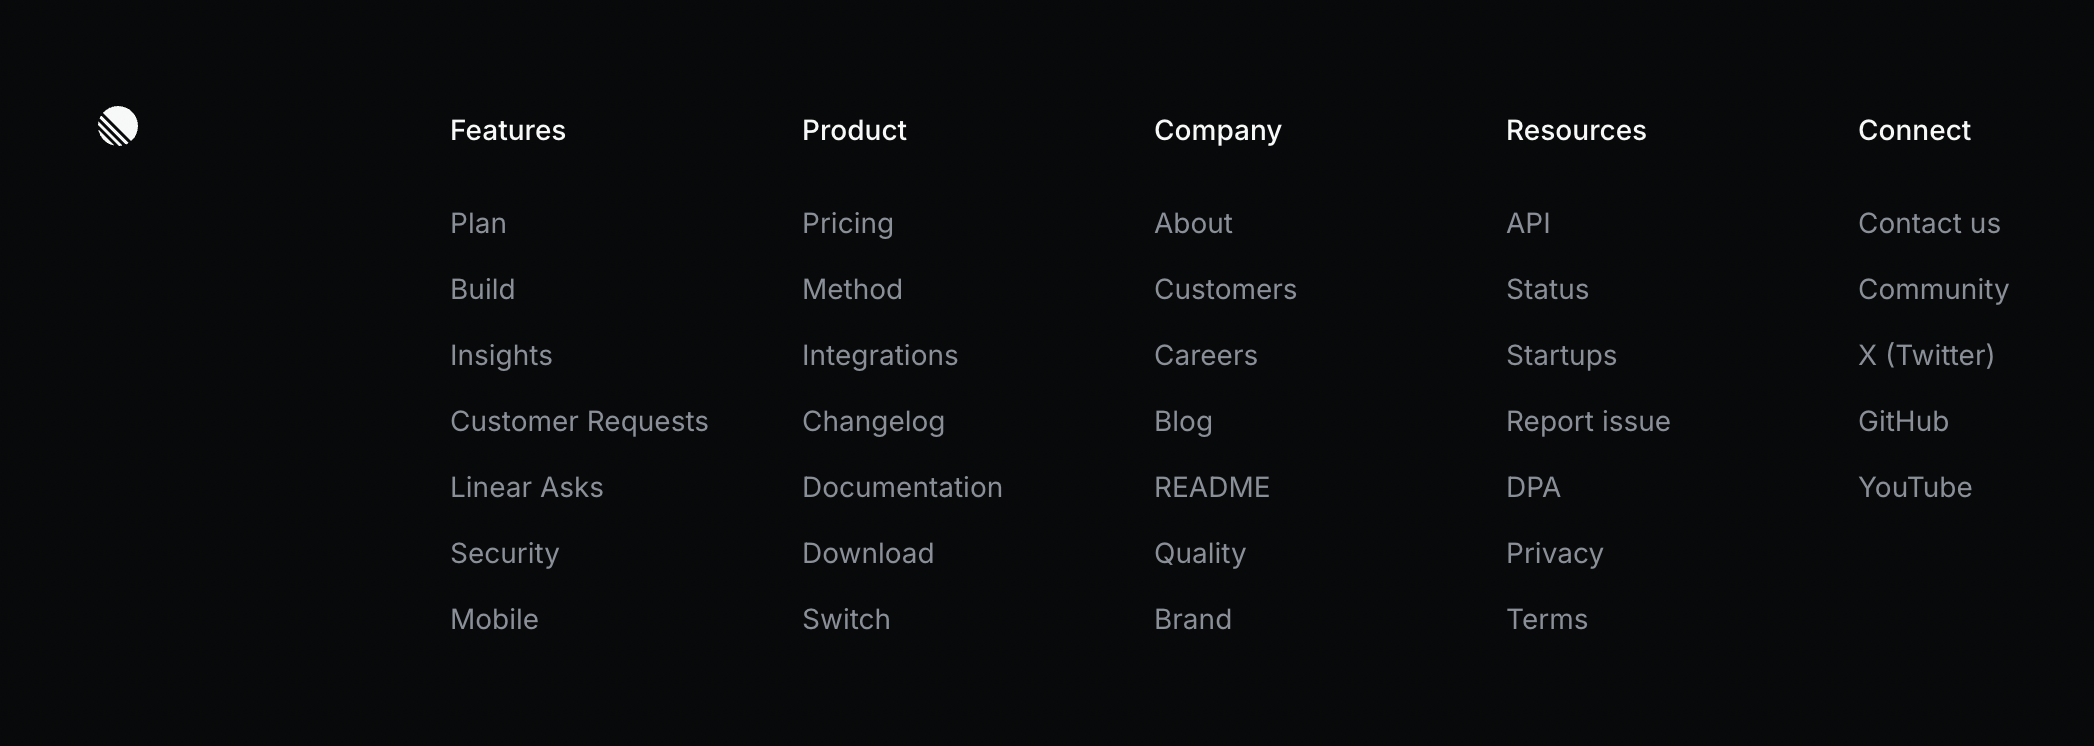 Features
Plan
Build
Insights
Customer Requests
Linear Asks
Security
Mobile
Product
Pricing
Method
Integrations
Changelog
Documentation
Download
Switch
Company
About
Customers
Careers
Blog
README
Quality
Brand
Resources
API
Status
Startups
Report issue
DPA
Privacy
Terms
Connect
Contact us
Community
X (Twitter)
GitHub
YouTube